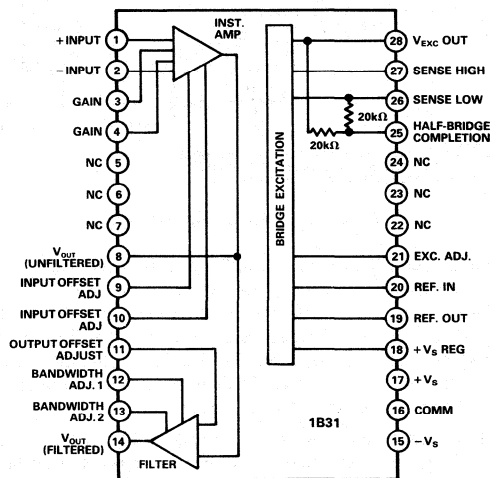 INST.
AMP
+INPUT 1
−INPUT 2
GAIN 3
GAIN 4
NC 5
NC 6
NC 7
VOUT
(UNFILTERED) 8
INPUT OFFSET
ADJ 9
INPUT OFFSET
ADJ 10
OUTPUT OFFSET
ADJUST 11
BANDWIDTH
ADJ. 1 12
BANDWIDTH
ADJ. 2 13
VOUT
(FILTERED) 14
FILTER
BRIDGE EXCITATION
20kΩ
20kΩ
28 VEXC OUT
27 SENSE HIGH
26 SENSE LOW
25 HALF-BRIDGE
COMPLETION
24 NC
23 NC
22 NC
21 EXC. ADJ.
20 REF. IN
19 REF. OUT
18 +VS REG
17 +VS
16 COMM
15 −VS
1B31